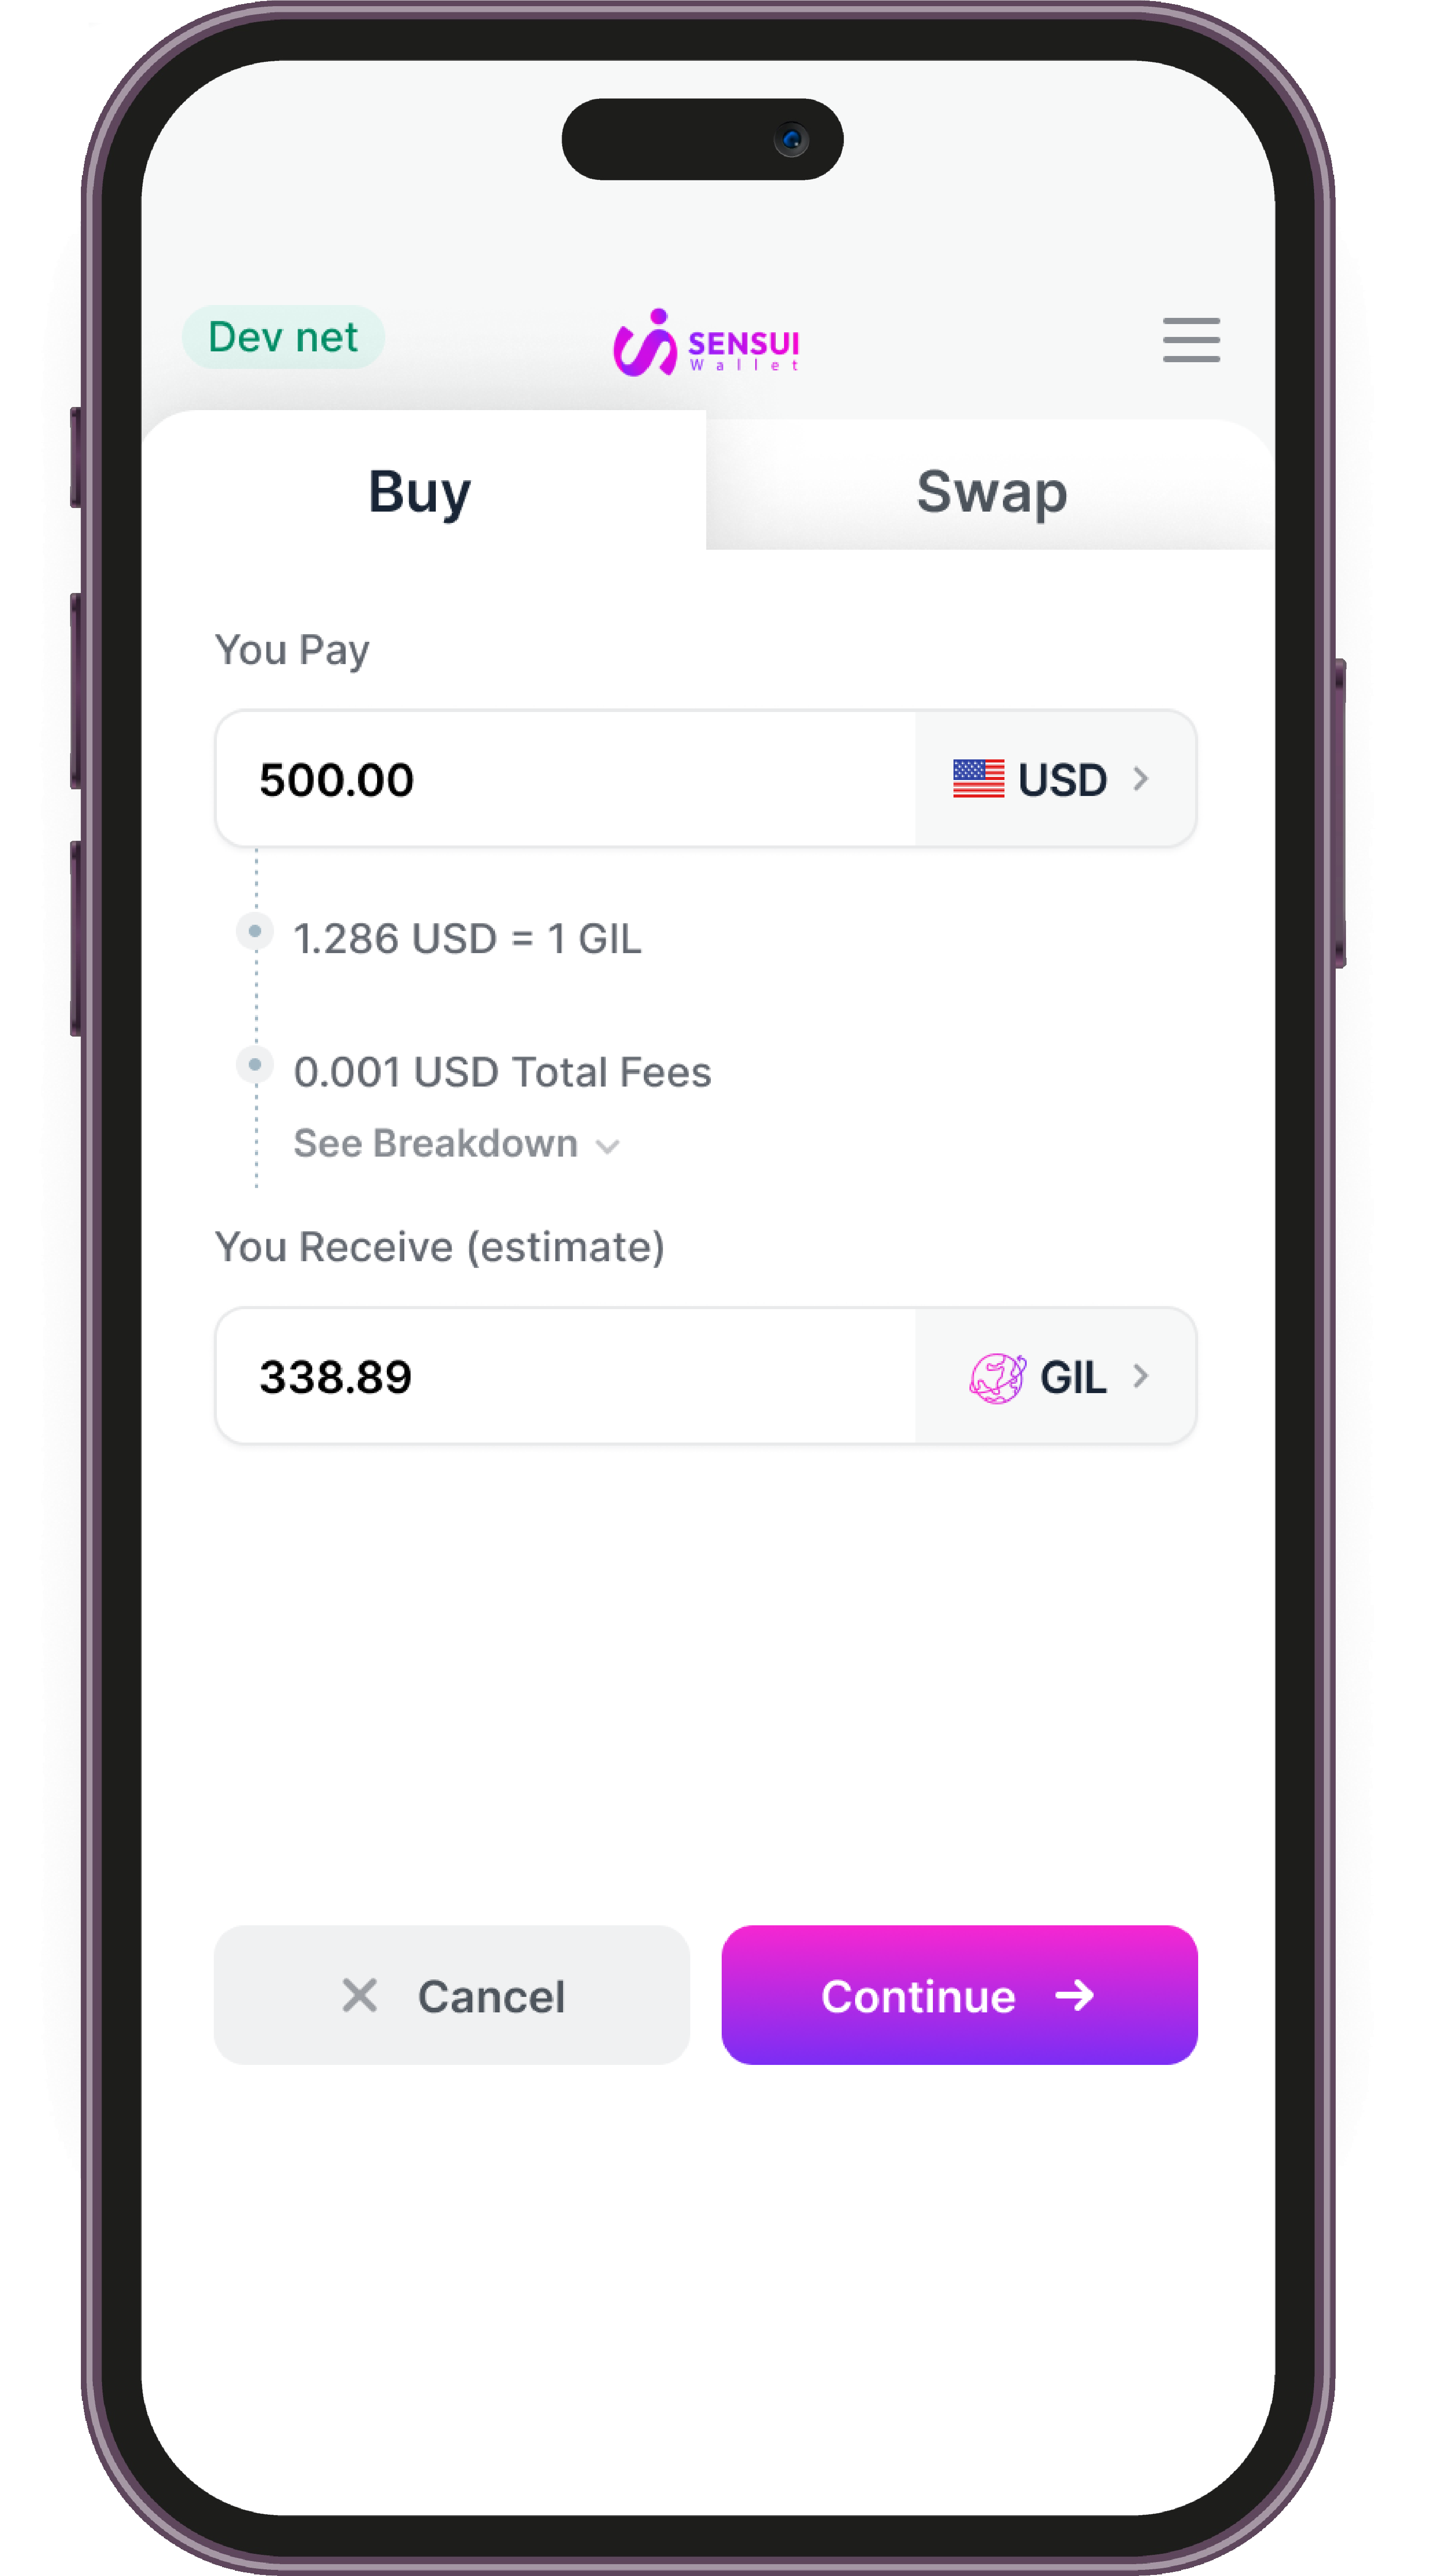 Dev net
SENSUI
Wallet
Buy
Swap
You Pay
500.00
USD
1.286 USD = 1 GIL
0.001 USD Total Fees
See Breakdown
You Receive (estimate)
338.89
GIL
Cancel
Continue